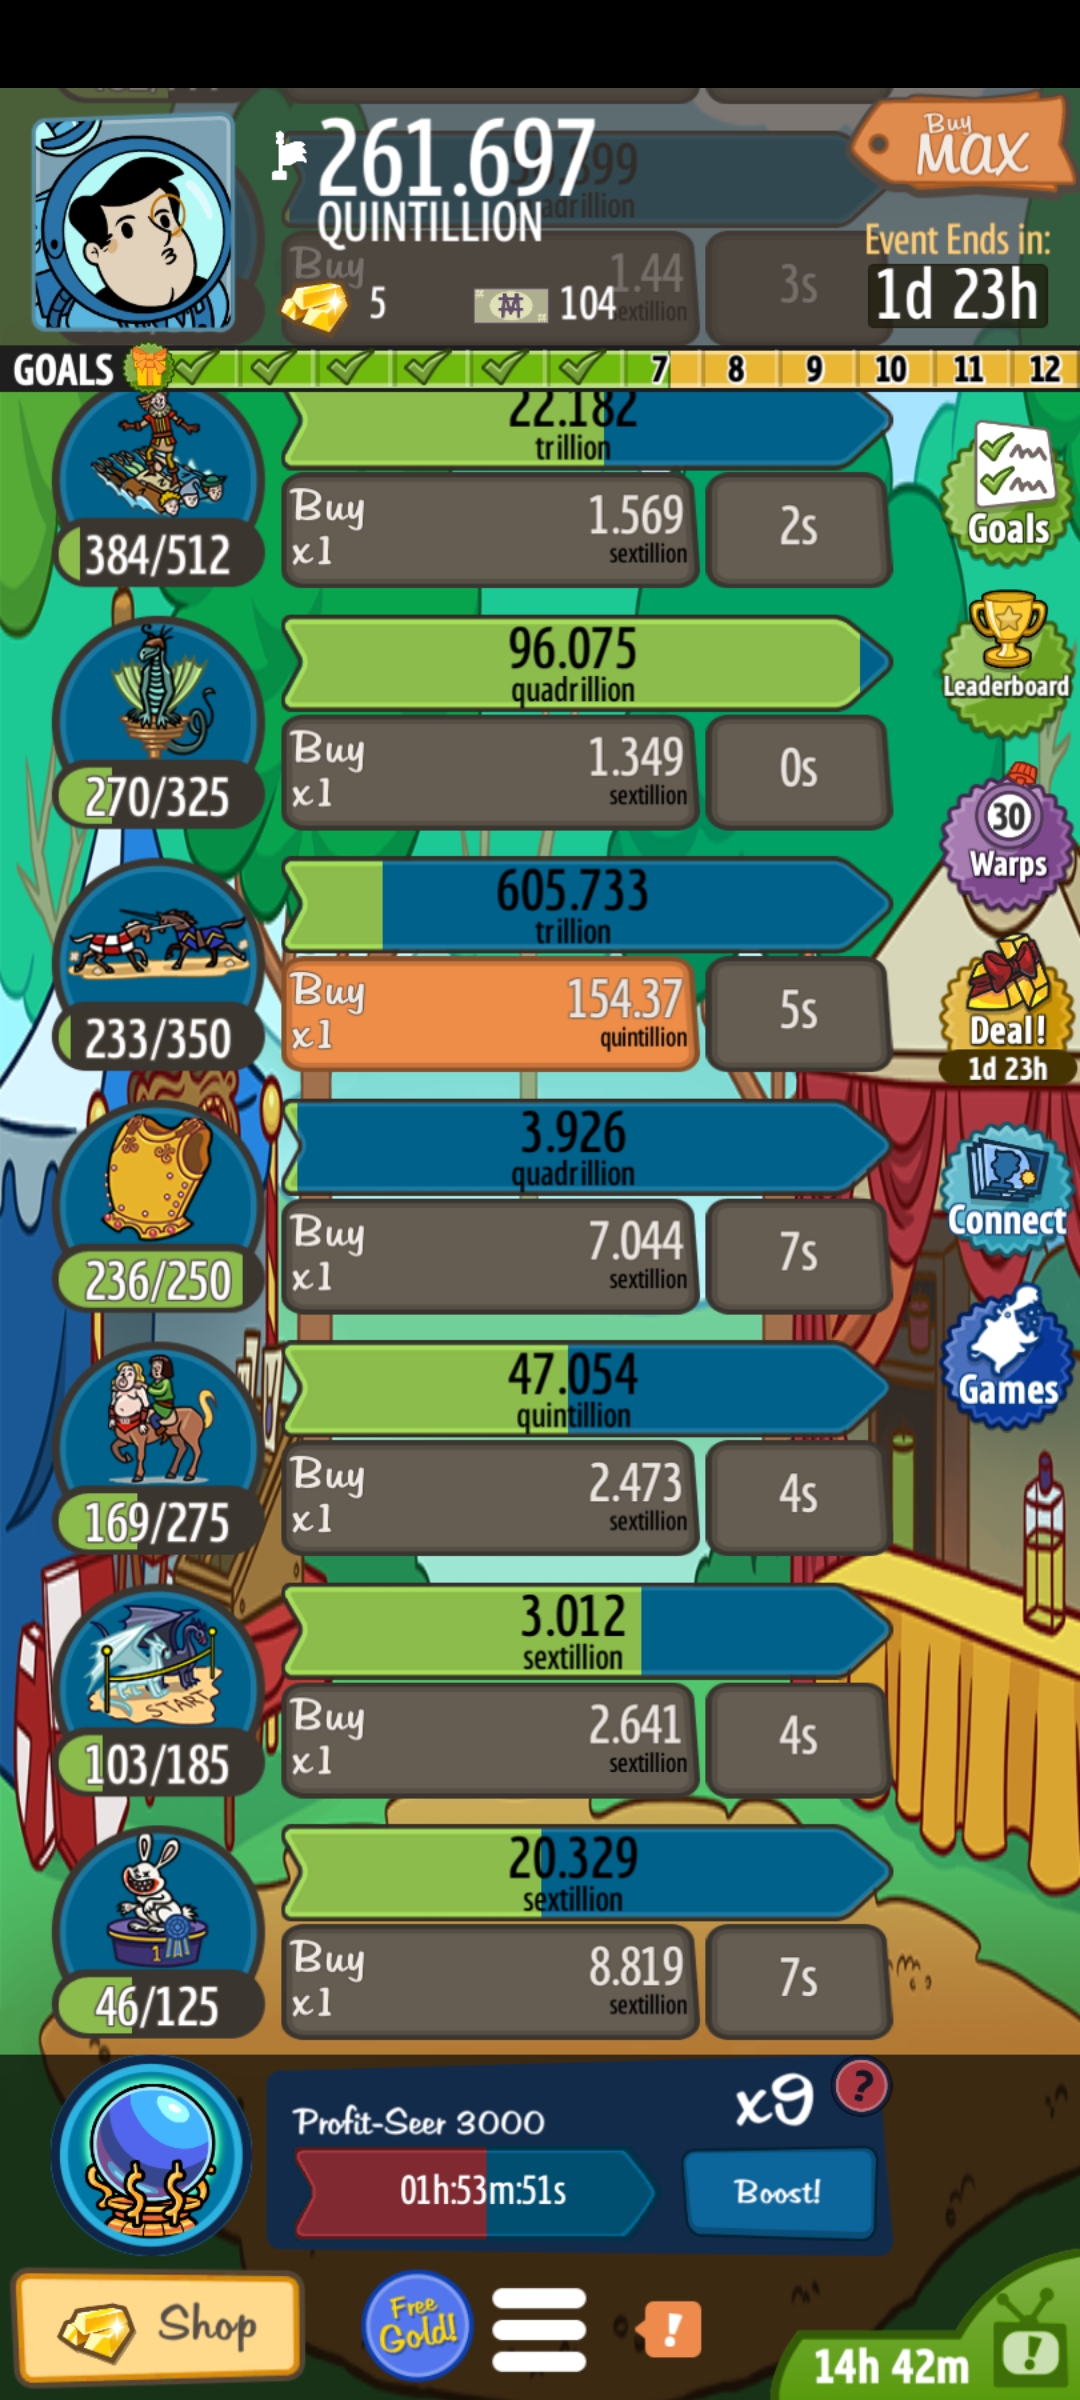 261.697
QUINTILLION
Buy
MAX
Event Ends in:
1d 23h
5
104
Buy
1.44
3s
GOALS
7
8
9
10
11
12
22.182
trillion
384/512
Buy
x1
1.569
sextillion
2s
Goals
96.075
quadrillion
270/325
Buy
x1
1.349
sextillion
0s
Leaderboard
30
Warps
605.733
trillion
233/350
Buy
x1
154.37
quintillion
5s
Deal!
1d 23h
3.926
quadrillion
236/250
Buy
x1
7.044
sextillion
7s
Connect
47.054
quintillion
169/275
Buy
x1
2.473
sextillion
4s
Games
3.012
sextillion
START
103/185
Buy
x1
2.641
sextillion
4s
20.329
sextillion
1
46/125
Buy
x1
8.819
sextillion
7s
Profit-Seer 3000
x9
?
01h:53m:51s
Boost!
Shop
Free
Gold!
!
14h 42m
!